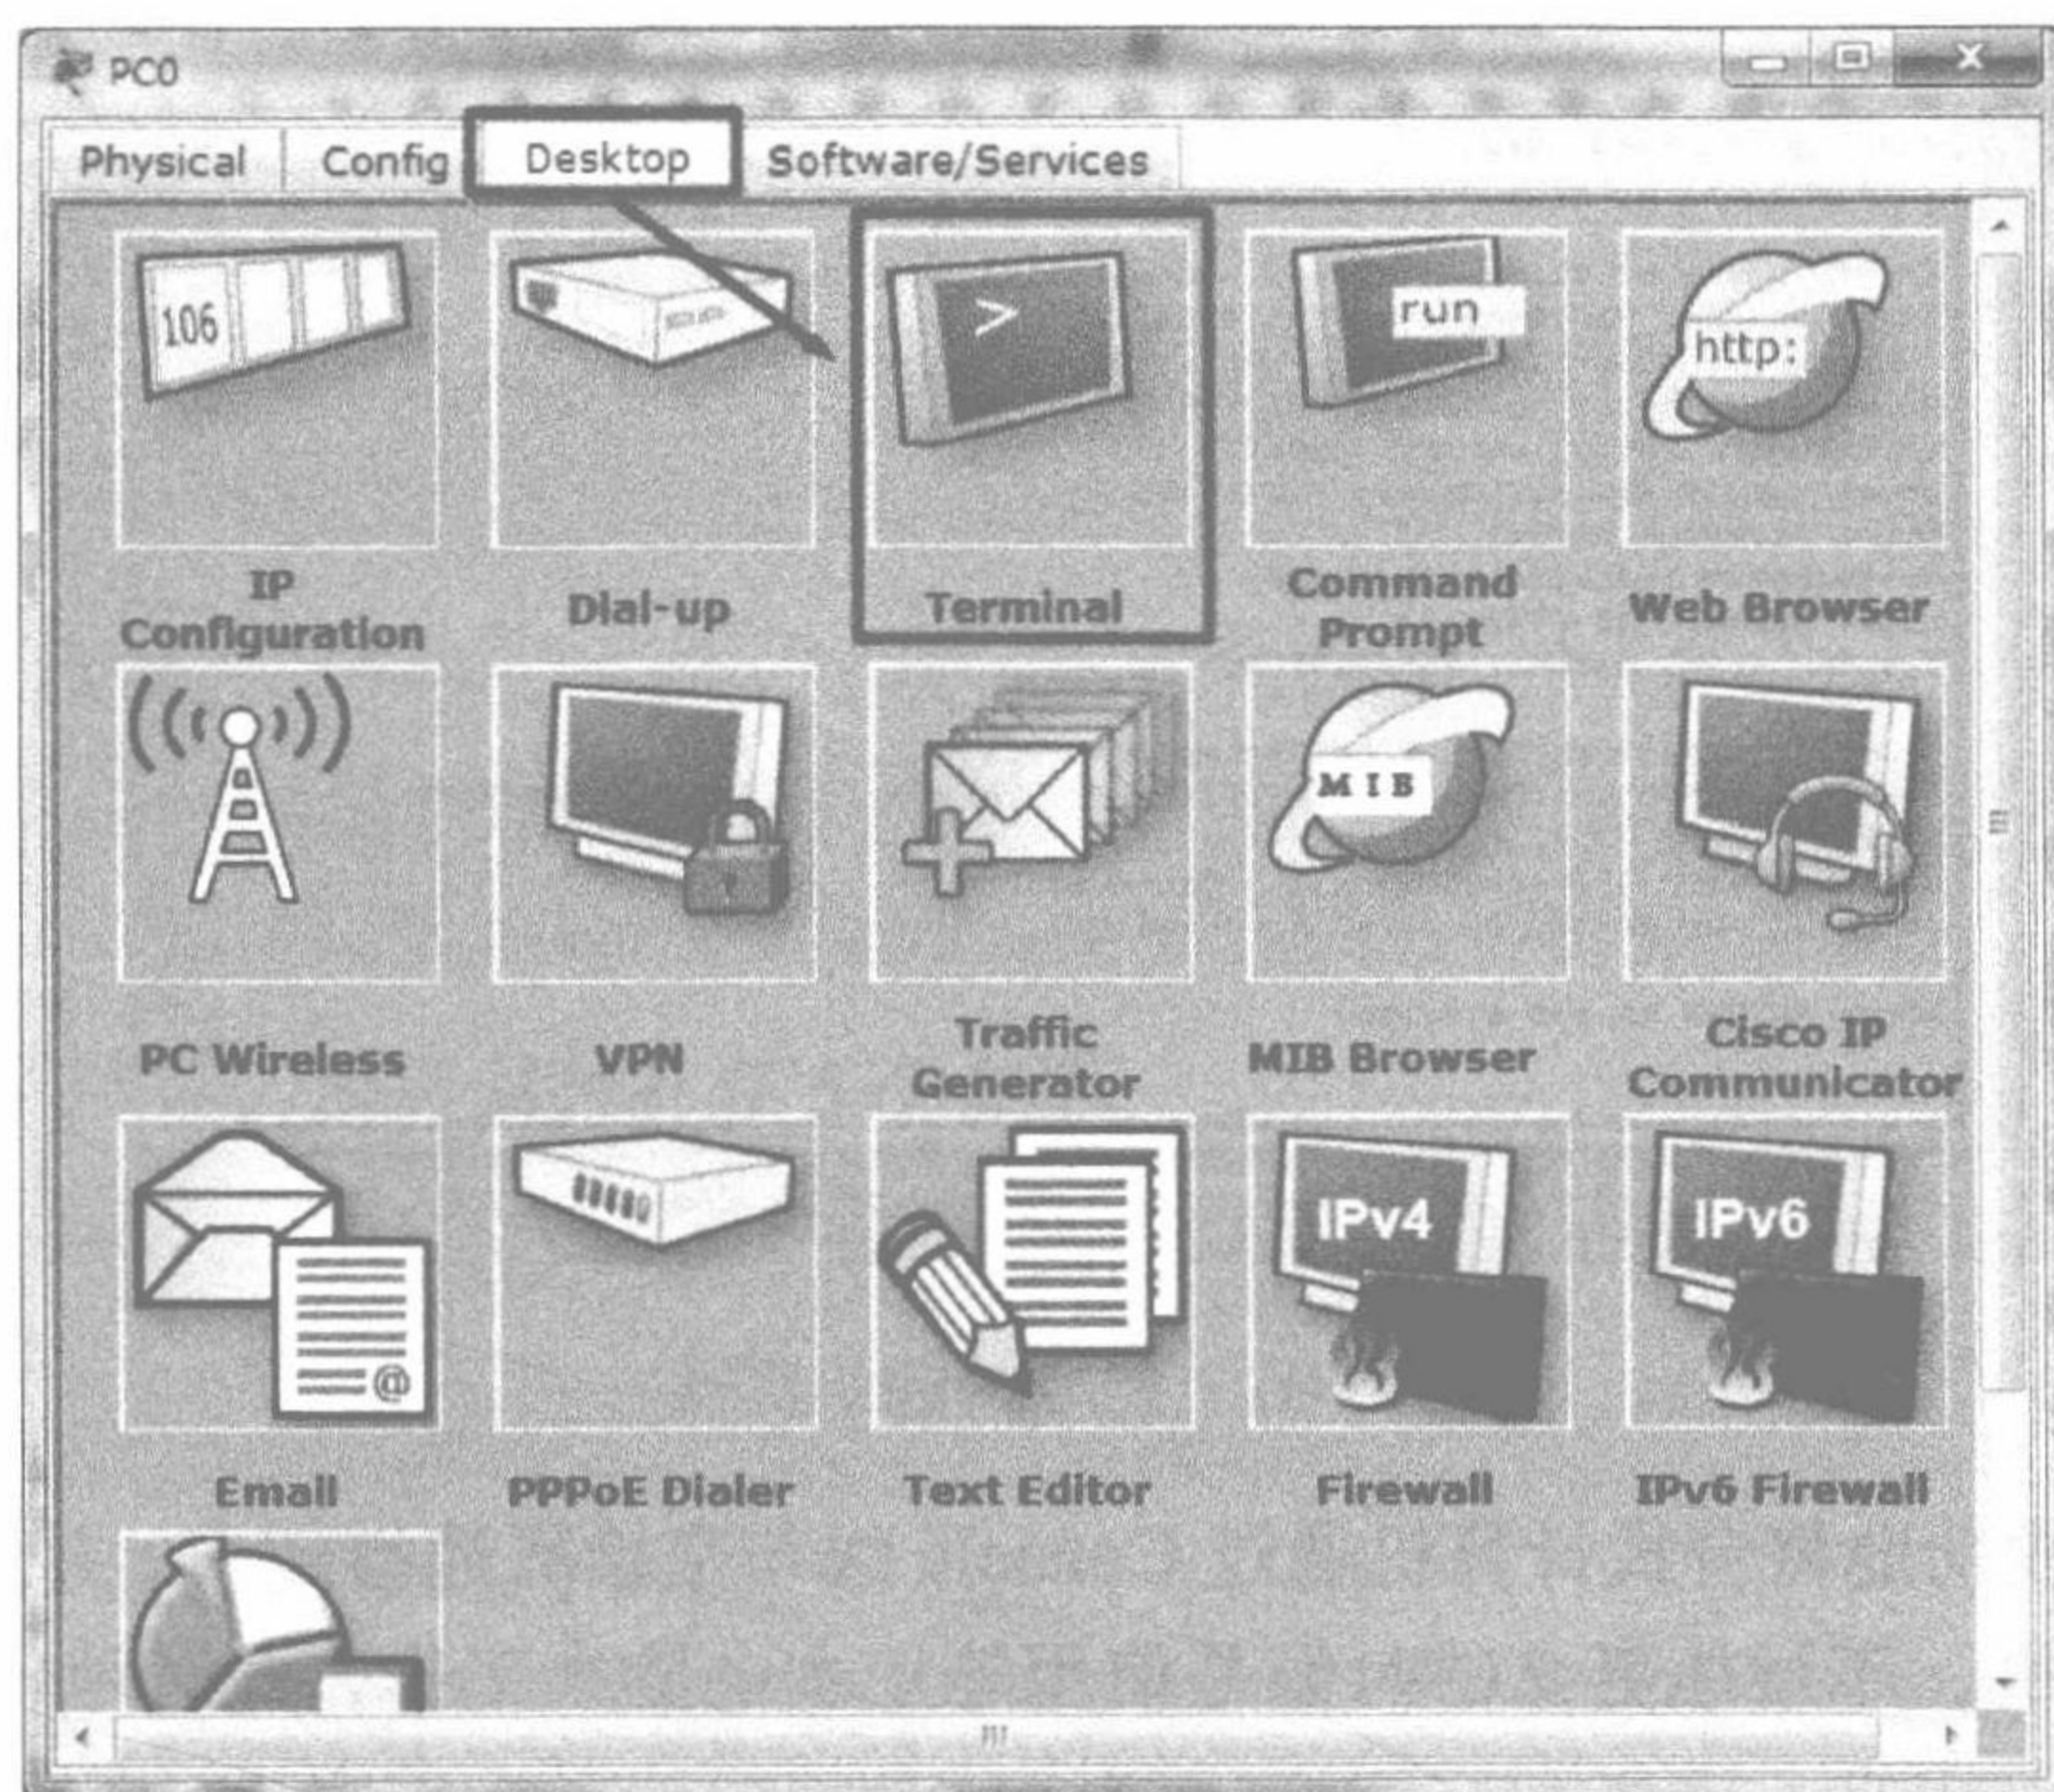 PC0
Physical Config Desktop Software/Services
106
>
run
http:
IP
Configuration
Dial-up
Terminal
Command
Prompt
Web Browser
MIB
PC Wireless
VPN
Traffic
Generator
MIB Browser
Cisco IP
Communicator
@
IPv4
IPv6
Email
PPPoE Dialer
Text Editor
Firewall
IPv6 Firewall